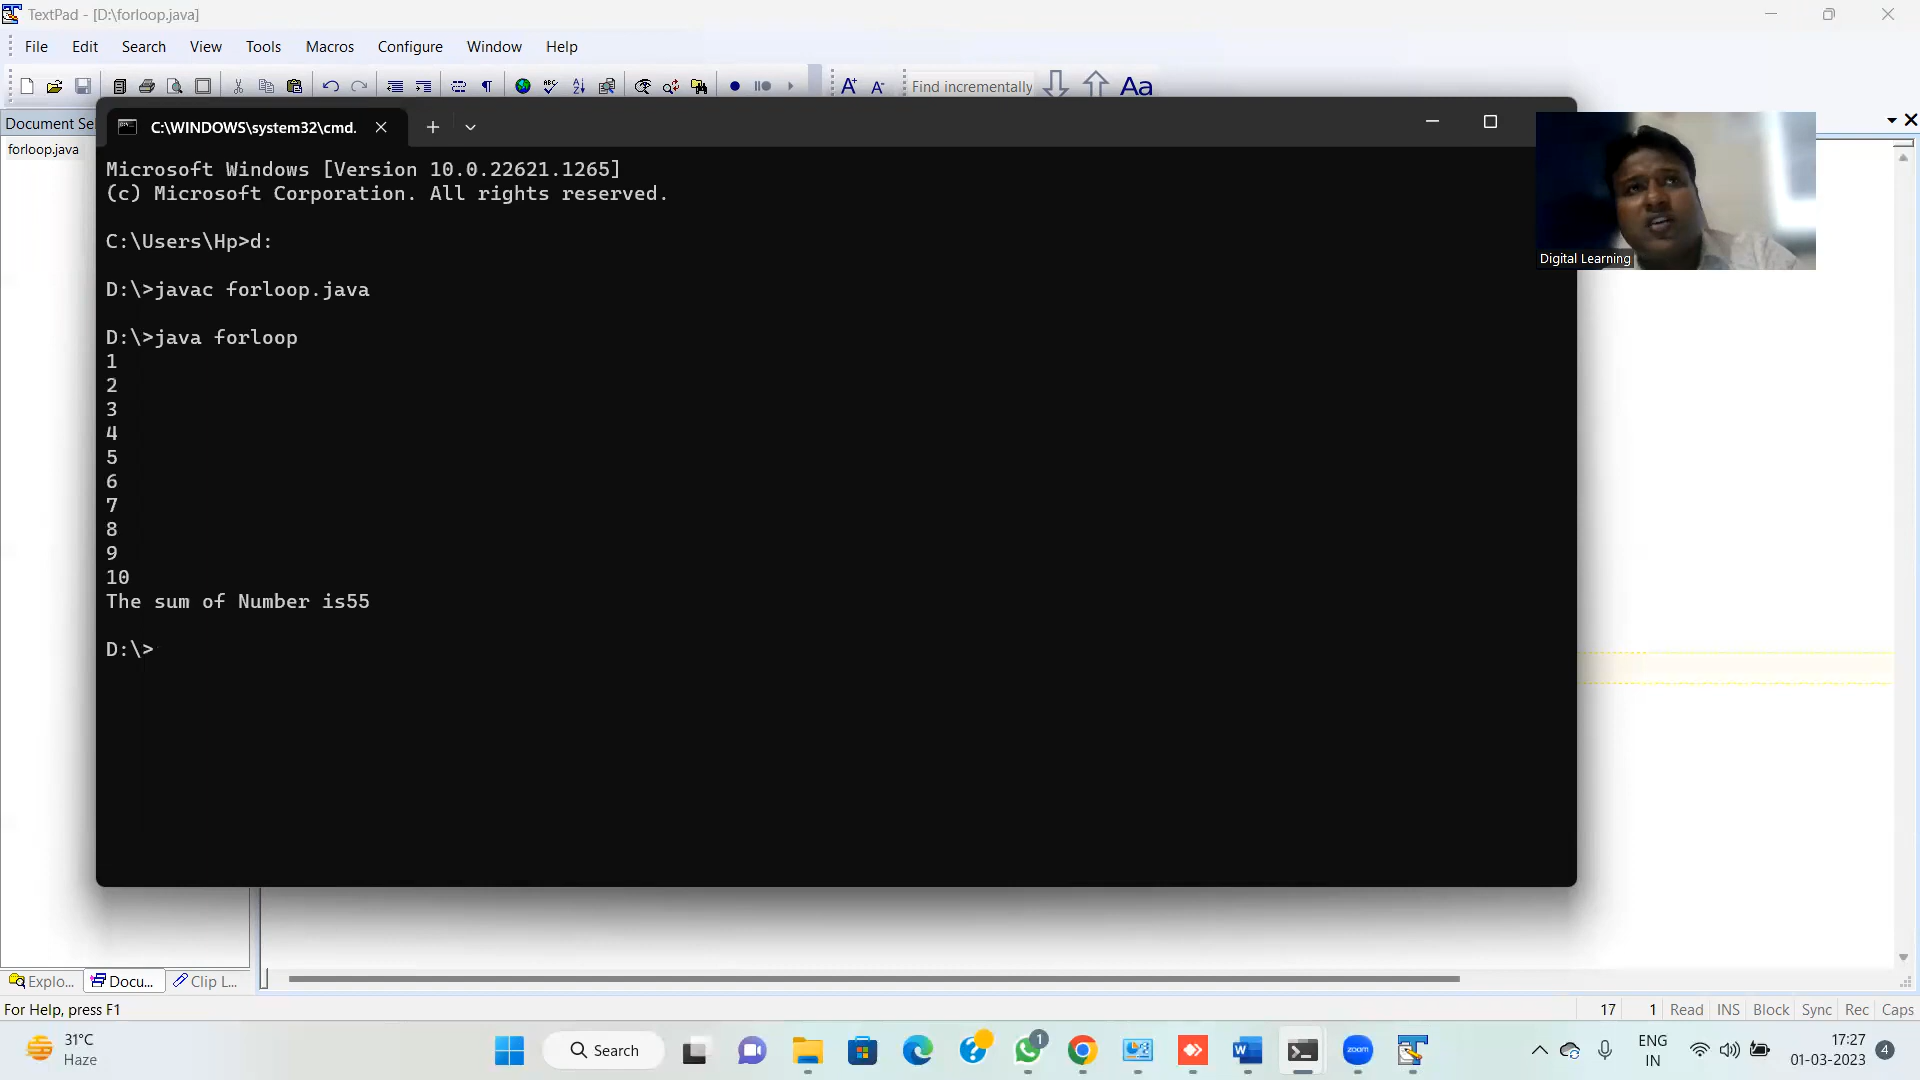 TextPad - [D:\forloop.java]
File Edit Search View Tools Macros Configure Window Help
Find incrementally Aa
Document Sel
forloop.java
C:\WINDOWS\system32\cmd.
Microsoft Windows [Version 10.0.22621.1265]
(c) Microsoft Corporation. All rights reserved.
C:\Users\Hp>d:
D:\>javac forloop.java
D:\>java forloop
1
2
3
4
5
6
7
8
9
10
The sum of Number is55
D:\>
Digital Learning
Explo... Docu... Clip L...
For Help, press F1
17 1 Read INS Block Sync Rec Caps
31°C
Haze
Search
1
zoom
ENG
IN
17:27
01-03-2023
4